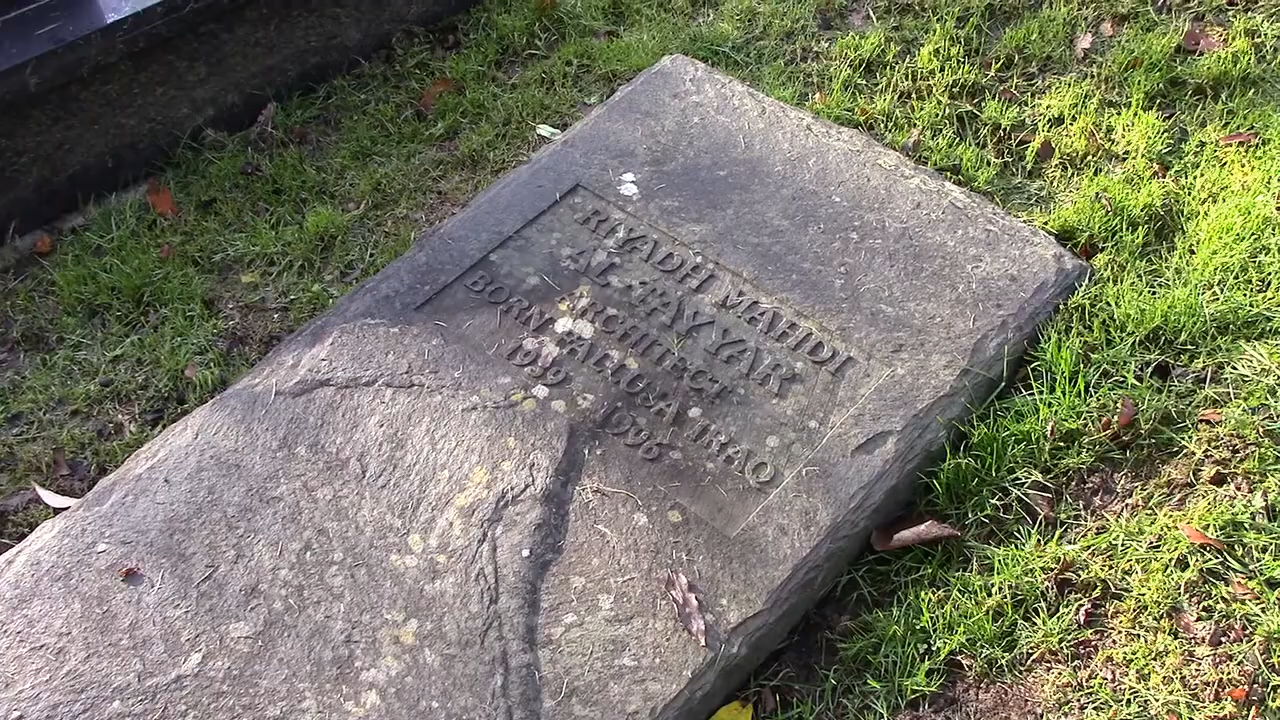 RIYADH MAHDI
AL-TAYYAR
ARCHITECT
BORN FALLUJA IRAQ
1939 1996